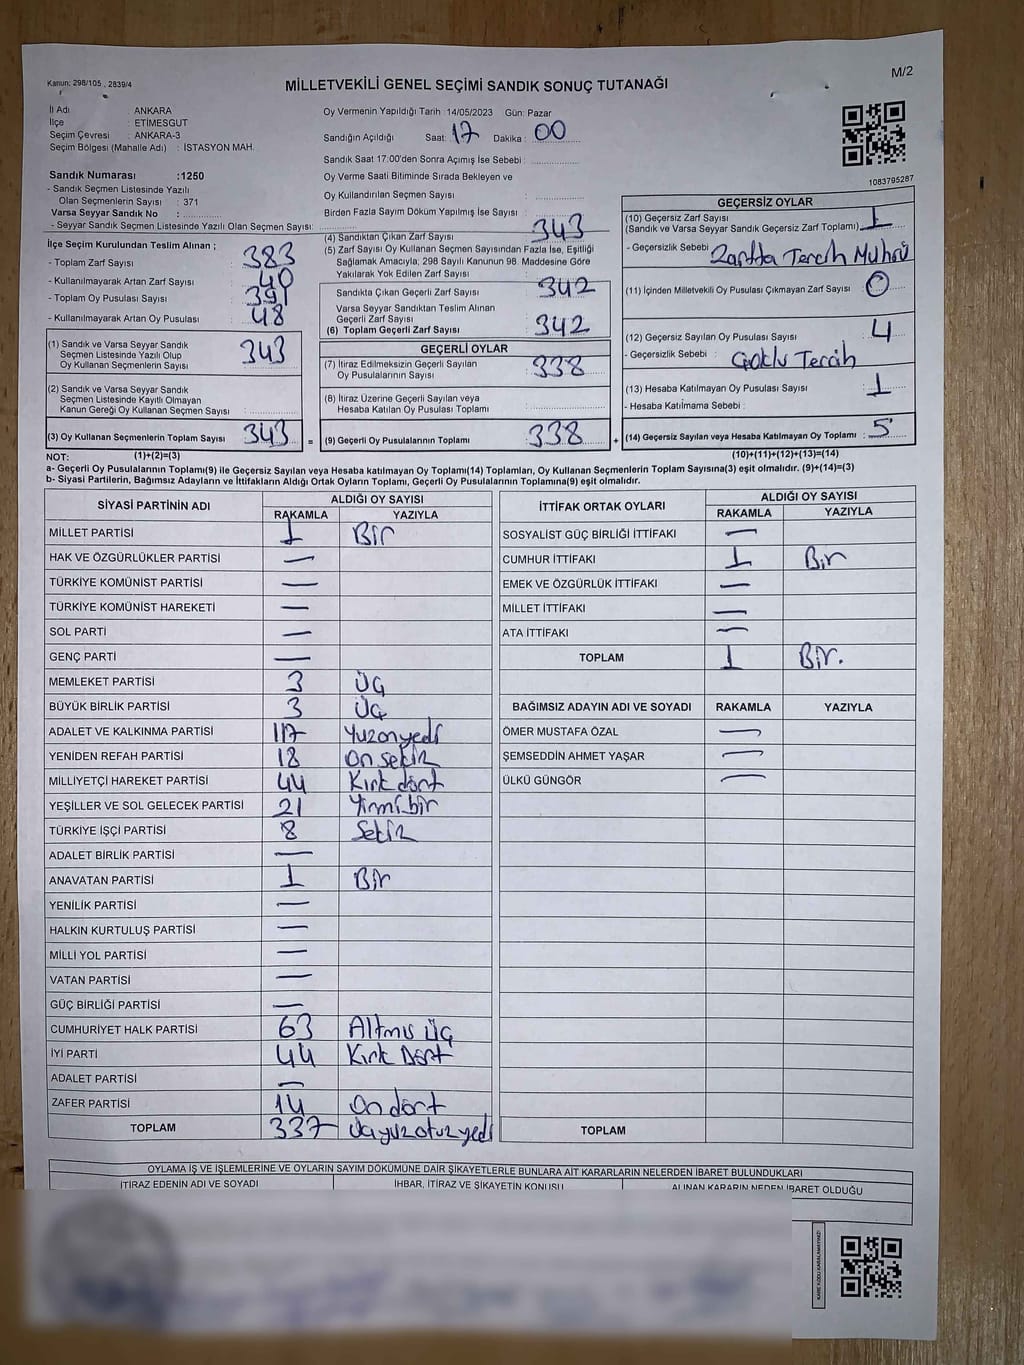 Kanun: 298/105 , 2839/4
MİLLETVEKİLİ GENEL SEÇİMİ SANDIK SONUÇ TUTANAĞI
M/2
İl Adı : ANKARA
İlçe : ETİMESGUT
Seçim Çevresi : ANKARA-3
Seçim Bölgesi (Mahalle Adı) : İSTASYON MAH.
Sandık Numarası :1250
- Sandık Seçmen Listesinde Yazılı
Olan Seçmenlerin Sayısı : 371
Varsa Seyyar Sandık No :
- Seyyar Sandık Seçmen Listesinde Yazılı Olan Seçmen Sayısı:
Oy Vermenin Yapıldığı Tarih :14/05/2023 Gün: Pazar
Sandığın Açıldığı Saat: 17 Dakika : 00
Sandık Saat 17:00'den Sonra Açımış İse Sebebi :
Oy Verme Saati Bitiminde Sırada Bekleyen ve
Oy Kullandırılan Seçmen Sayısı :
Birden Fazla Sayım Döküm Yapılmış İse Sayısı :
1083795287
İlçe Seçim Kurulundan Teslim Alınan ;
- Toplam Zarf Sayısı : 383
- Kullanılmayarak Artan Zarf Sayısı : 40
- Toplam Oy Pusulası Sayısı : 391
- Kullanılmayarak Artan Oy Pusulası : 48
(1) Sandık ve Varsa Seyyar Sandık
Seçmen Listesinde Yazılı Olup
Oy Kullanan Seçmenlerin Sayısı : 343
(2) Sandık ve Varsa Seyyar Sandık
Seçmen Listesinde Kayıtlı Olmayan
Kanun Gereği Oy Kullanan Seçmen Sayısı :
(3) Oy Kullanan Seçmenlerin Toplam Sayısı : 343 =
(4) Sandıktan Çıkan Zarf Sayısı : 343
(5) Zarf Sayısı Oy Kullanan Seçmen Sayısından Fazla İse, Eşitliği
Sağlamak Amacıyla, 298 Sayılı Kanunun 98. Maddesine Göre
Yakılarak Yok Edilen Zarf Sayısı :
Sandıkta Çıkan Geçerli Zarf Sayısı : 342
Varsa Seyyar Sandıktan Teslim Alınan
Geçerli Zarf Sayısı :
(6) Toplam Geçerli Zarf Sayısı : 342
GEÇERLİ OYLAR
(7) İtiraz Edilmeksizin Geçerli Sayılan
Oy Pusulalarının Sayısı : 338
(8) İtiraz Üzerine Geçerli Sayılan veya
Hesaba Katılan Oy Pusulası Toplamı :
(9) Geçerli Oy Pusulalarının Toplamı : 338 +
GEÇERSİZ OYLAR
(10) Geçersiz Zarf Sayısı
(Sandık ve Varsa Seyyar Sandık Geçersiz Zarf Toplamı) : 1
- Geçersizlik Sebebi : Zarfta Tercih Mührü
(11) İçinden Milletvekili Oy Pusulası Çıkmayan Zarf Sayısı : 0
(12) Geçersiz Sayılan Oy Pusulası Sayısı : 4
- Geçersizlik Sebebi : Çoklu Tercih
(13) Hesaba Katılmayan Oy Pusulası Sayısı : 1
- Hesaba Katılmama Sebebi :
(14) Geçersiz Sayılan veya Hesaba Katılmayan Oy Toplamı : 5
NOT: (1)+(2)=(3) (10)+(11)+(12)+(13)=(14)
a- Geçerli Oy Pusulalarının Toplamı(9) ile Geçersiz Sayılan veya Hesaba katılmayan Oy Toplamı(14) Toplamları, Oy Kullanan Seçmenlerin Toplam Sayısına(3) eşit olmalıdır. (9)+(14)=(3)
b- Siyasi Partilerin, Bağımsız Adayların ve İttifakların Aldığı Ortak Oyların Toplamı, Geçerli Oy Pusulalarının Toplamına(9) eşit olmalıdır.
SİYASİ PARTİNİN ADI ALDIĞI OY SAYISI
RAKAMLA YAZIYLA
MİLLET PARTİSİ 1 Bir
HAK VE ÖZGÜRLÜKLER PARTİSİ —
TÜRKİYE KOMÜNİST PARTİSİ —
TÜRKİYE KOMÜNİST HAREKETİ —
SOL PARTİ —
GENÇ PARTİ —
MEMLEKET PARTİSİ 3 Üç
BÜYÜK BİRLİK PARTİSİ 3 Üç
ADALET VE KALKINMA PARTİSİ 117 Yuzonyedi
YENİDEN REFAH PARTİSİ 18 On sekiz
MİLLİYETÇİ HAREKET PARTİSİ 44 Kırk dört
YEŞİLLER VE SOL GELECEK PARTİSİ 21 Yirmi bir
TÜRKİYE İŞÇİ PARTİSİ 8 Sekiz
ADALET BİRLİK PARTİSİ —
ANAVATAN PARTİSİ 1 Bir
YENİLİK PARTİSİ —
HALKIN KURTULUŞ PARTİSİ —
MİLLİ YOL PARTİSİ —
VATAN PARTİSİ —
GÜÇ BİRLİĞİ PARTİSİ —
CUMHURİYET HALK PARTİSİ 63 Altmış üç
İYİ PARTİ 44 Kırk Dört
ADALET PARTİSİ —
ZAFER PARTİSİ 14 On dört
TOPLAM 337 Üçyuzotuzyedi
İTTİFAK ORTAK OYLARI ALDIĞI OY SAYISI
RAKAMLA YAZIYLA
SOSYALİST GÜÇ BİRLİĞİ İTTİFAKI —
CUMHUR İTTİFAKI 1 Bir
EMEK VE ÖZGÜRLÜK İTTİFAKI —
MİLLET İTTİFAKI —
ATA İTTİFAKI —
TOPLAM 1 Bir.
BAĞIMSIZ ADAYIN ADI VE SOYADI RAKAMLA YAZIYLA
ÖMER MUSTAFA ÖZAL —
ŞEMSEDDİN AHMET YAŞAR —
ÜLKÜ GÜNGÖR —
TOPLAM
OYLAMA İŞ VE İŞLEMLERİNE VE OYLARIN SAYIM DÖKÜMÜNE DAİR ŞİKAYETLERLE BUNLARA AİT KARARLARIN NELERDEN İBARET BULUNDUKLARI
İTİRAZ EDENİN ADI VE SOYADI İHBAR, İTİRAZ VE ŞİKAYETİN KONUSU ALINAN KARARIN NEDEN İBARET OLDUĞU